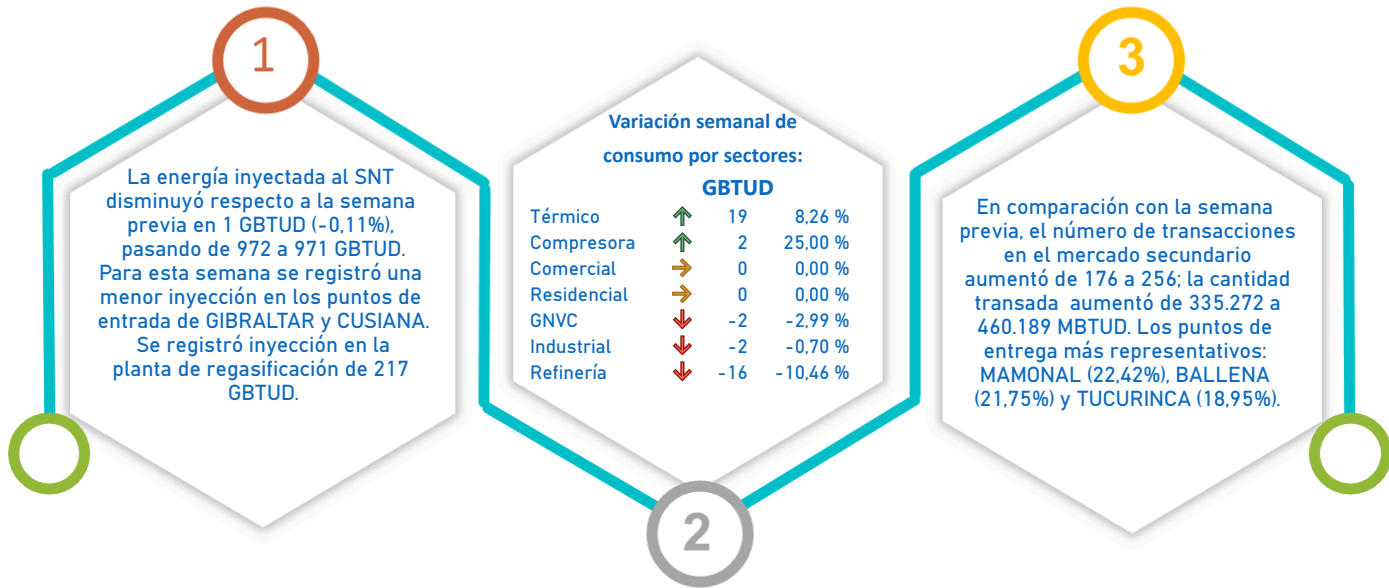 1
La energía inyectada al SNT
disminuyó respecto a la semana
previa en 1 GBTUD (-0,11%),
pasando de 972 a 971 GBTUD.
Para esta semana se registró una
menor inyección en los puntos de
entrada de GIBRALTAR y CUSIANA.
Se registró inyección en la
planta de regasificación de 217
GBTUD.
2
Variación semanal de
consumo por sectores:
GBTUD
Térmico 19 8,26 %
Compresora 2 25,00 %
Comercial 0 0,00 %
Residencial 0 0,00 %
GNVC -2 -2,99 %
Industrial -2 -0,70 %
Refinería -16 -10,46 %
3
En comparación con la semana
previa, el número de transacciones
en el mercado secundario
aumentó de 176 a 256; la cantidad
transada aumentó de 335.272 a
460.189 MBTUD. Los puntos de
entrega más representativos:
MAMONAL (22,42%), BALLENA
(21,75%) y TUCURINCA (18,95%).